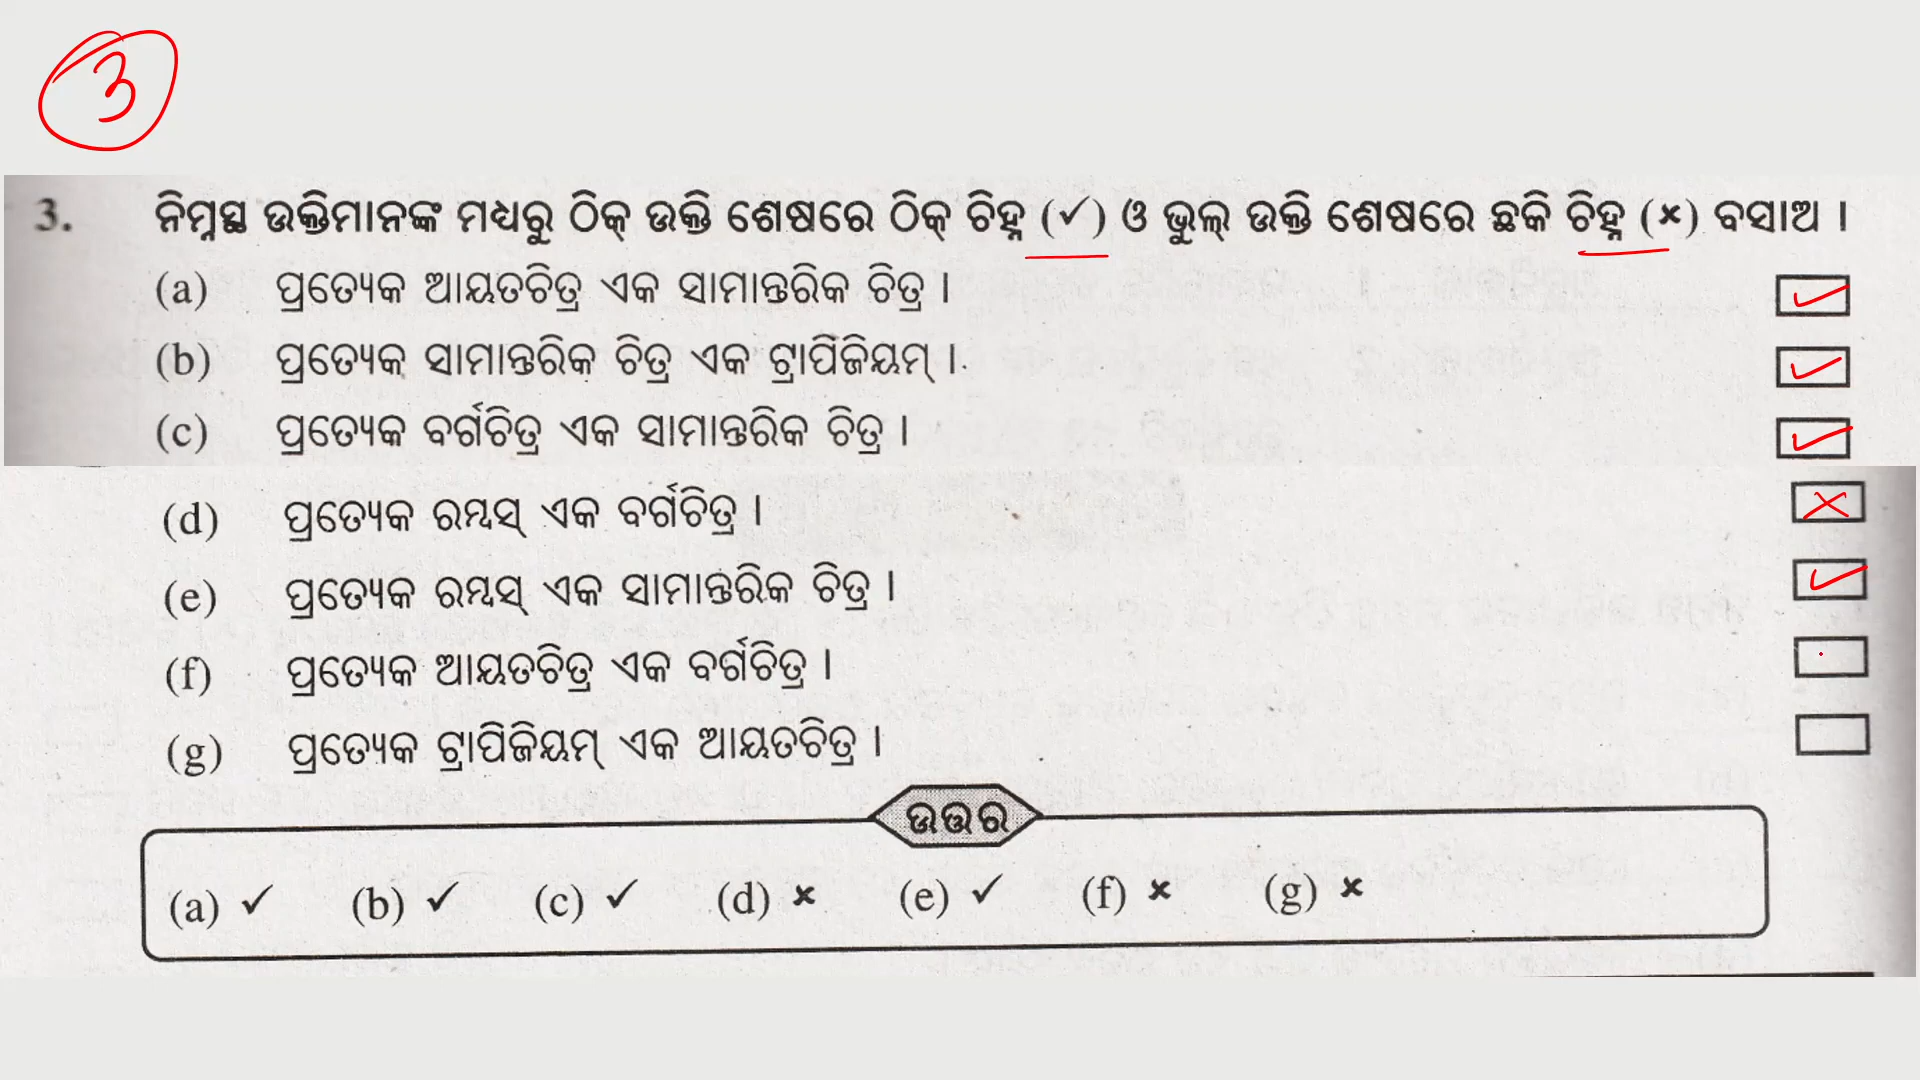 3
3. ନିମ୍ନସ୍ଥ ଉକ୍ତିମାନଙ୍କ ମଧ୍ୟରୁ ଠିକ୍ ଉକ୍ତି ଶେଷରେ ଠିକ୍ ଚିହ୍ନ (✓) ଓ ଭୁଲ୍ ଉକ୍ତି ଶେଷରେ ଛକି ଚିହ୍ନ (×) ବସାଅ ।
(a) ପ୍ରତ୍ୟେକ ଆୟତଚିତ୍ର ଏକ ସାମାନ୍ତରିକ ଚିତ୍ର । ✓
(b) ପ୍ରତ୍ୟେକ ସାମାନ୍ତରିକ ଚିତ୍ର ଏକ ଟ୍ରାପିଜିୟମ୍ । ✓
(c) ପ୍ରତ୍ୟେକ ବର୍ଗଚିତ୍ର ଏକ ସାମାନ୍ତରିକ ଚିତ୍ର । ✓
(d) ପ୍ରତ୍ୟେକ ରମ୍ବସ୍ ଏକ ବର୍ଗଚିତ୍ର । ×
(e) ପ୍ରତ୍ୟେକ ରମ୍ବସ୍ ଏକ ସାମାନ୍ତରିକ ଚିତ୍ର । ✓
(f) ପ୍ରତ୍ୟେକ ଆୟତଚିତ୍ର ଏକ ବର୍ଗଚିତ୍ର ।
(g) ପ୍ରତ୍ୟେକ ଟ୍ରାପିଜିୟମ୍ ଏକ ଆୟତଚିତ୍ର ।
ଉତ୍ତର
(a) ✓ (b) ✓ (c) ✓ (d) × (e) ✓ (f) × (g) ×